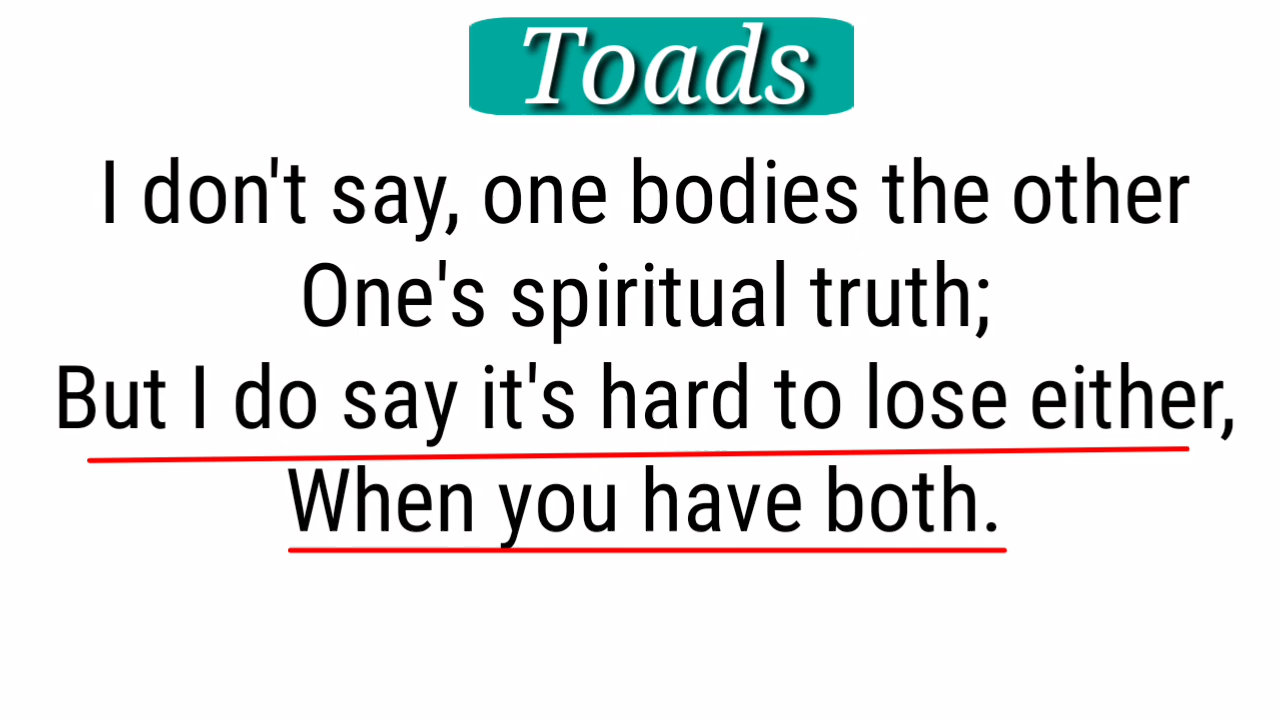 Toads
I don't say, one bodies the other
One's spiritual truth;
But I do say it's hard to lose either,
When you have both.